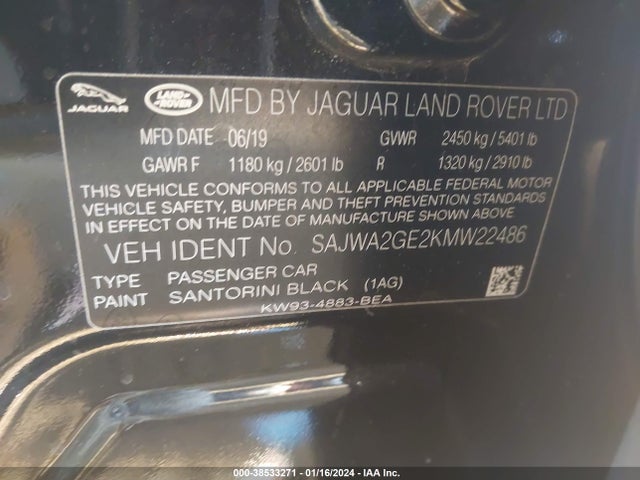 JAGUAR LAND ROVER MFD BY JAGUAR LAND ROVER LTD
MFD DATE 06/19 GVWR 2450 kg / 5401 lb
GAWR F 1180 kg / 2601 lb R 1320 kg / 2910 lb
THIS VEHICLE CONFORMS TO ALL APPLICABLE FEDERAL MOTOR
VEHICLE SAFETY, BUMPER AND THEFT PREVENTION STANDARDS
IN EFFECT ON THE DATE OF MANUFACTURE SHOWN ABOVE
VEH IDENT No. SAJWA2GE2KMW22486
TYPE PASSENGER CAR
PAINT SANTORINI BLACK (1AG)
KW93-4883-BEA
000-38533271 - 01/16/2024 - IAA Inc.